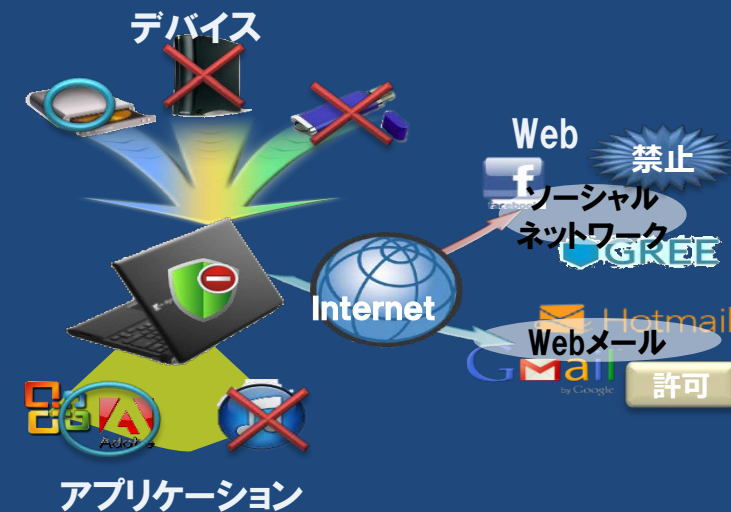 デバイス
Web
禁止
facebook
ソーシャル
ネットワーク
GREE
Internet
Hotmail
Webメール
Gmail
by Google
許可
Adobe
アプリケーション